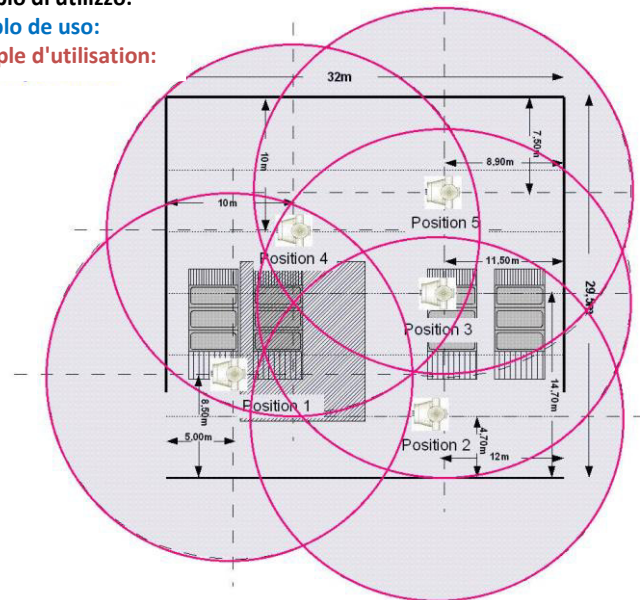 plo di utilizzo:
plo de uso:
ple d'utilisation:
32m
7,50m
10m
8,90m
10m
Position 5
Position 4
11,50m
29,5m
Position 3
14,70m
Position 1
8,50m
Position 2
4,70m
5,00m
12m